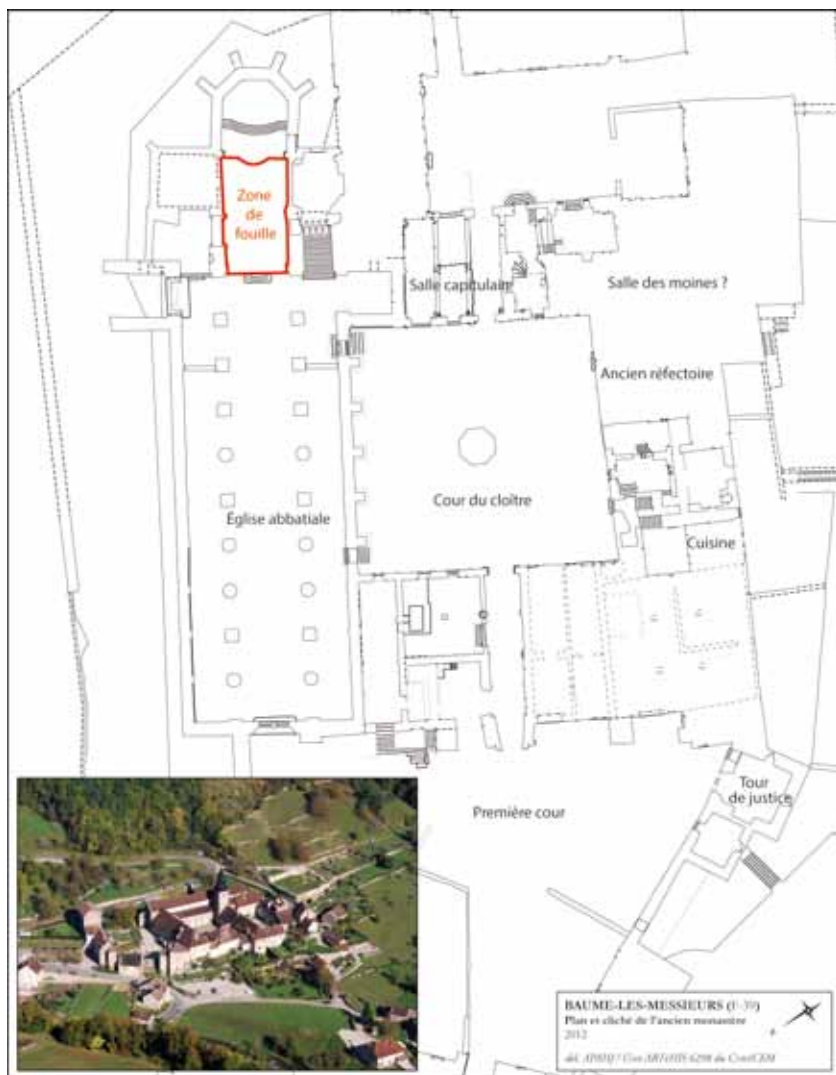 Zone
de
fouille
Salle capitulaire
Salle des moines ?
Ancien réfectoire
Cour du cloître
Église abbatiale
Cuisine
Tour
de justice
Première cour
BAUME-LES-MESSIEURS (F-39)
Plan et cliché de l'ancien monastère
2012